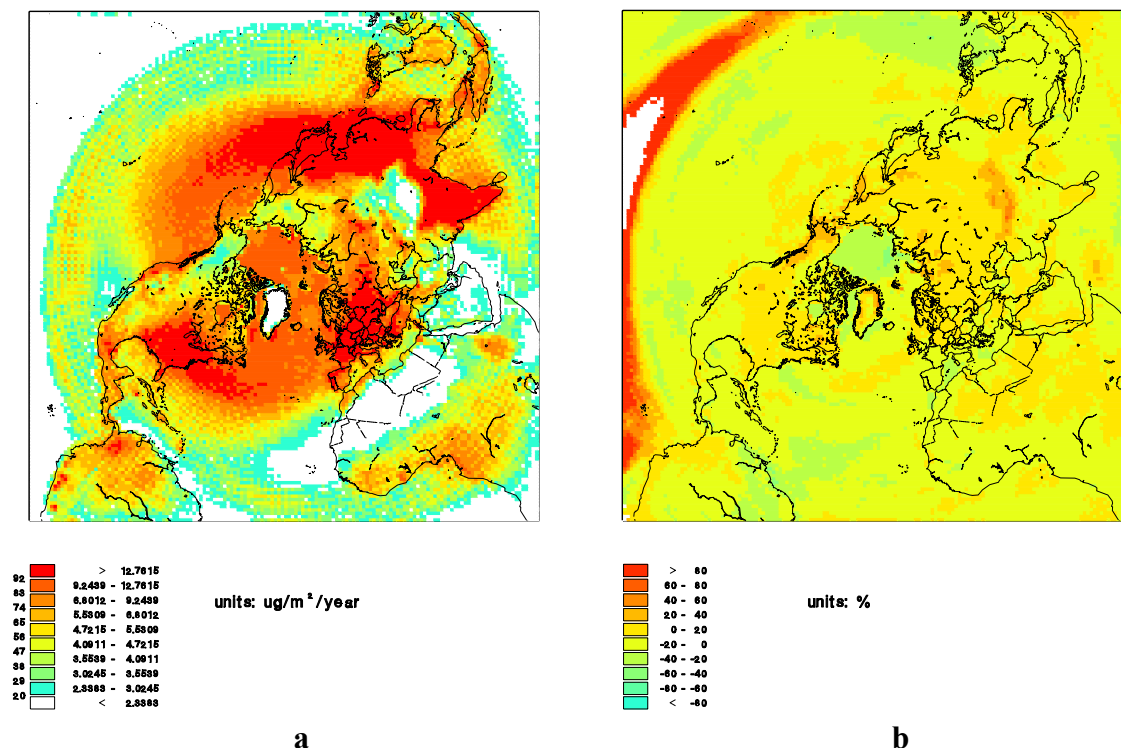 92
83
74
65
56
47
38
29
20
> 12.7615
9.2439 - 12.7615
6.8012 - 9.2439
5.5309 - 6.8012
4.7215 - 5.5309
4.0911 - 4.7215
3.5539 - 4.0911
3.0245 - 3.5539
2.3363 - 3.0245
< 2.3363
units: ug/m²/year
a
> 80
60 - 80
40 - 60
20 - 40
0 - 20
-20 - 0
-40 - -20
-60 - -40
-80 - -60
< -80
units: %
b